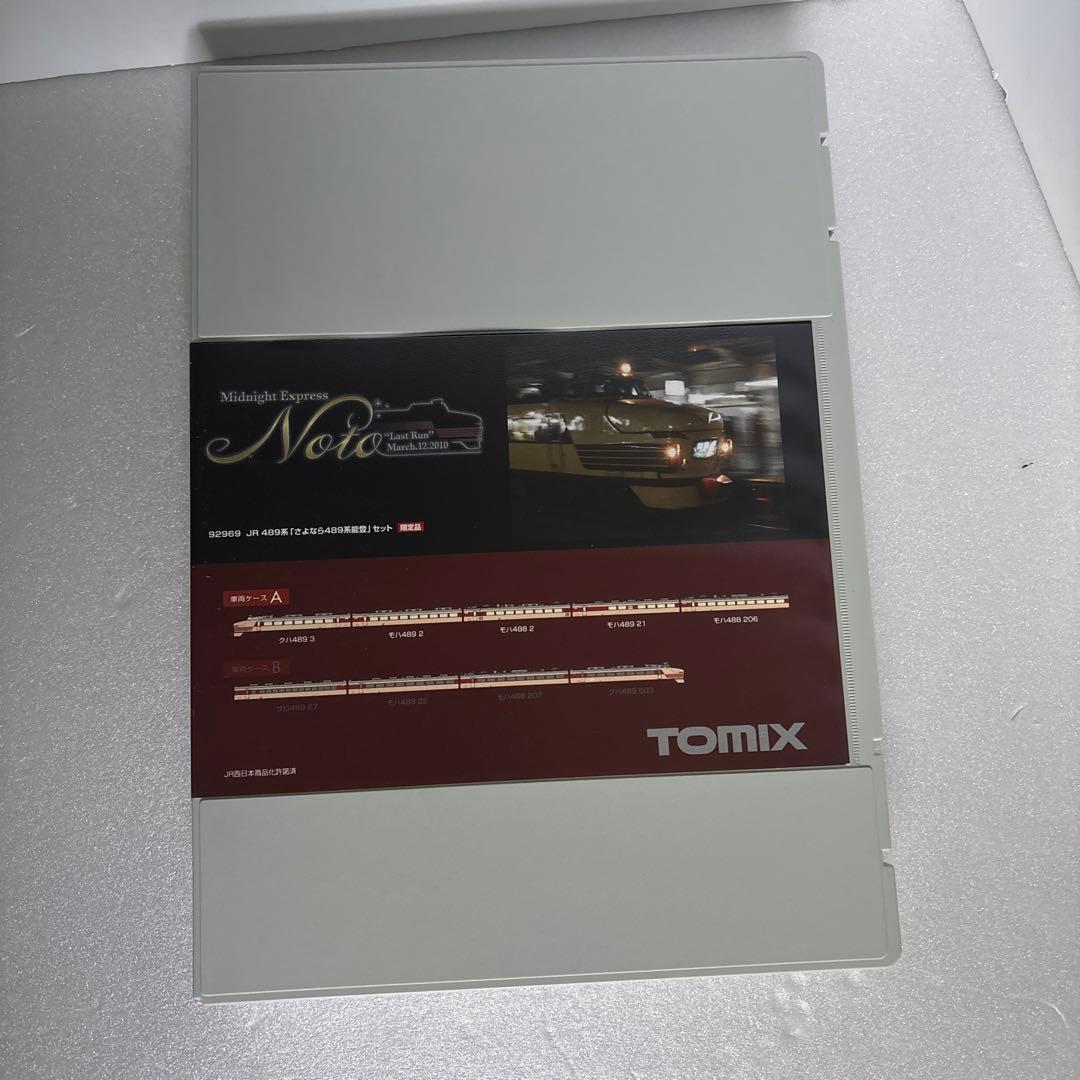 Midnight Express
Noto
"Last Run"
March.12.2010
92969 JR 489系「さよなら489系能登」セット 限定品
車両ケース A
クハ489 3
モハ489 2
モハ488 2
モハ489 21
モハ488 206
車両ケース B
サロ489 27
モハ489 22
モハ488 207
クハ489 503
TOMIX
JR西日本商品化許諾済